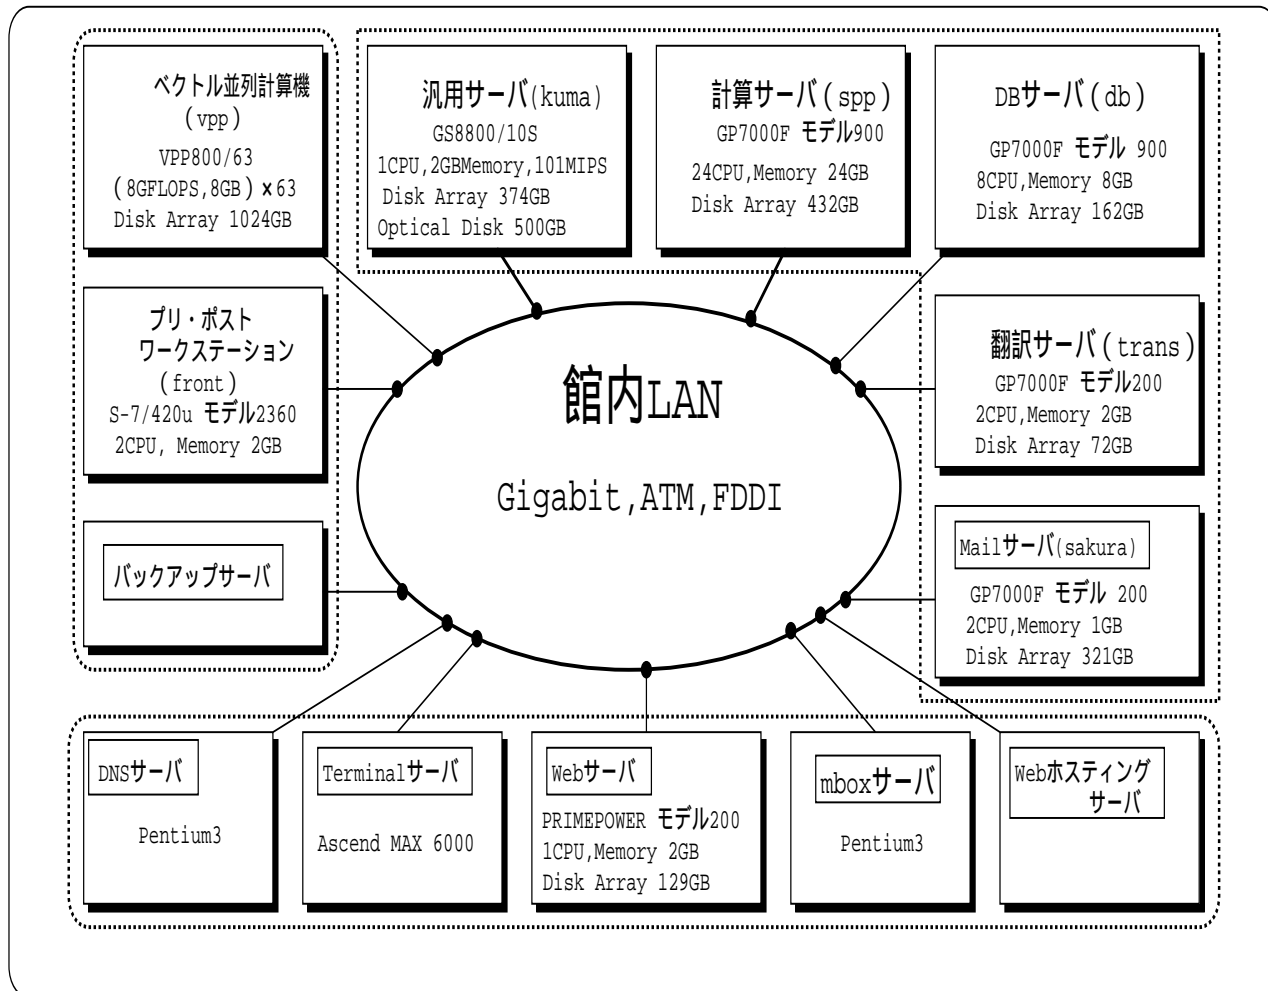 ベクトル並列計算機
(vpp)
VPP800/63
(8GFLOPS,8GB)×63
Disk Array 1024GB
汎用サーバ(kuma)
GS8800/10S
1CPU,2GBMemory,101MIPS
Disk Array 374GB
Optical Disk 500GB
計算サーバ(spp)
GP7000F モデル900
24CPU,Memory 24GB
Disk Array 432GB
DBサーバ(db)
GP7000F モデル 900
8CPU,Memory 8GB
Disk Array 162GB
プリ・ポスト
ワークステーション
(front)
S-7/420u モデル2360
2CPU, Memory 2GB
館内LAN
Gigabit,ATM,FDDI
翻訳サーバ(trans)
GP7000F モデル200
2CPU,Memory 2GB
Disk Array 72GB
バックアップサーバ
Mailサーバ(sakura)
GP7000F モデル 200
2CPU,Memory 1GB
Disk Array 321GB
DNSサーバ
Pentium3
Terminalサーバ
Ascend MAX 6000
Webサーバ
PRIMEPOWER モデル200
1CPU,Memory 2GB
Disk Array 129GB
mboxサーバ
Pentium3
Webホスティング
サーバ